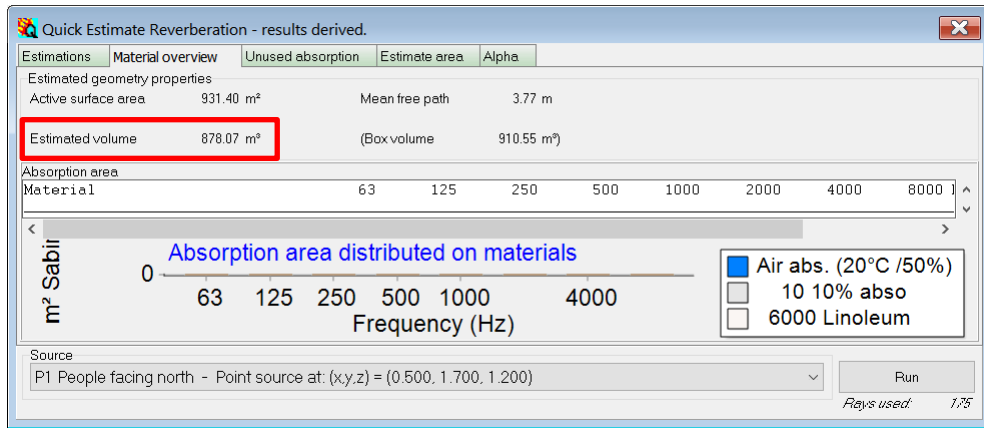 Quick Estimate Reverberation - results derived.
Estimations Material overview Unused absorption Estimate area Alpha
Estimated geometry properties
Active surface area 931.40 m² Mean free path 3.77 m
Estimated volume 878.07 m³ (Box volume 910.55 m³)
Absorption area
Material 63 125 250 500 1000 2000 4000 8000
Absorption area distributed on materials
m² Sabin
0
63 125 250 500 1000 4000
Frequency (Hz)
Air abs. (20°C /50%)
10 10% abso
6000 Linoleum
Source
P1 People facing north - Point source at: (x,y,z) = (0.500, 1.700, 1.200)
Run
Rays used: 175